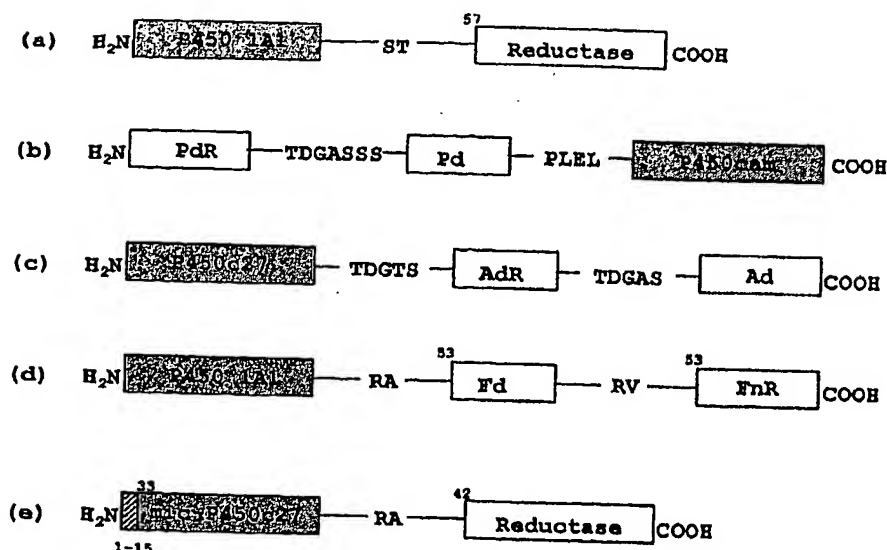 57
(a) H₂N P450 1A1 ST Reductase COOH
(b) H₂N PdR TDGASSS Pd PLEL P450cam COOH
(c) H₂N P450c27 TDGTS AdR TDGAS Ad COOH
53 53
(d) H₂N P450 1A1 RA Fd RV FnR COOH
33 42
(e) H₂N P450c27 RA Reductase COOH
1-15